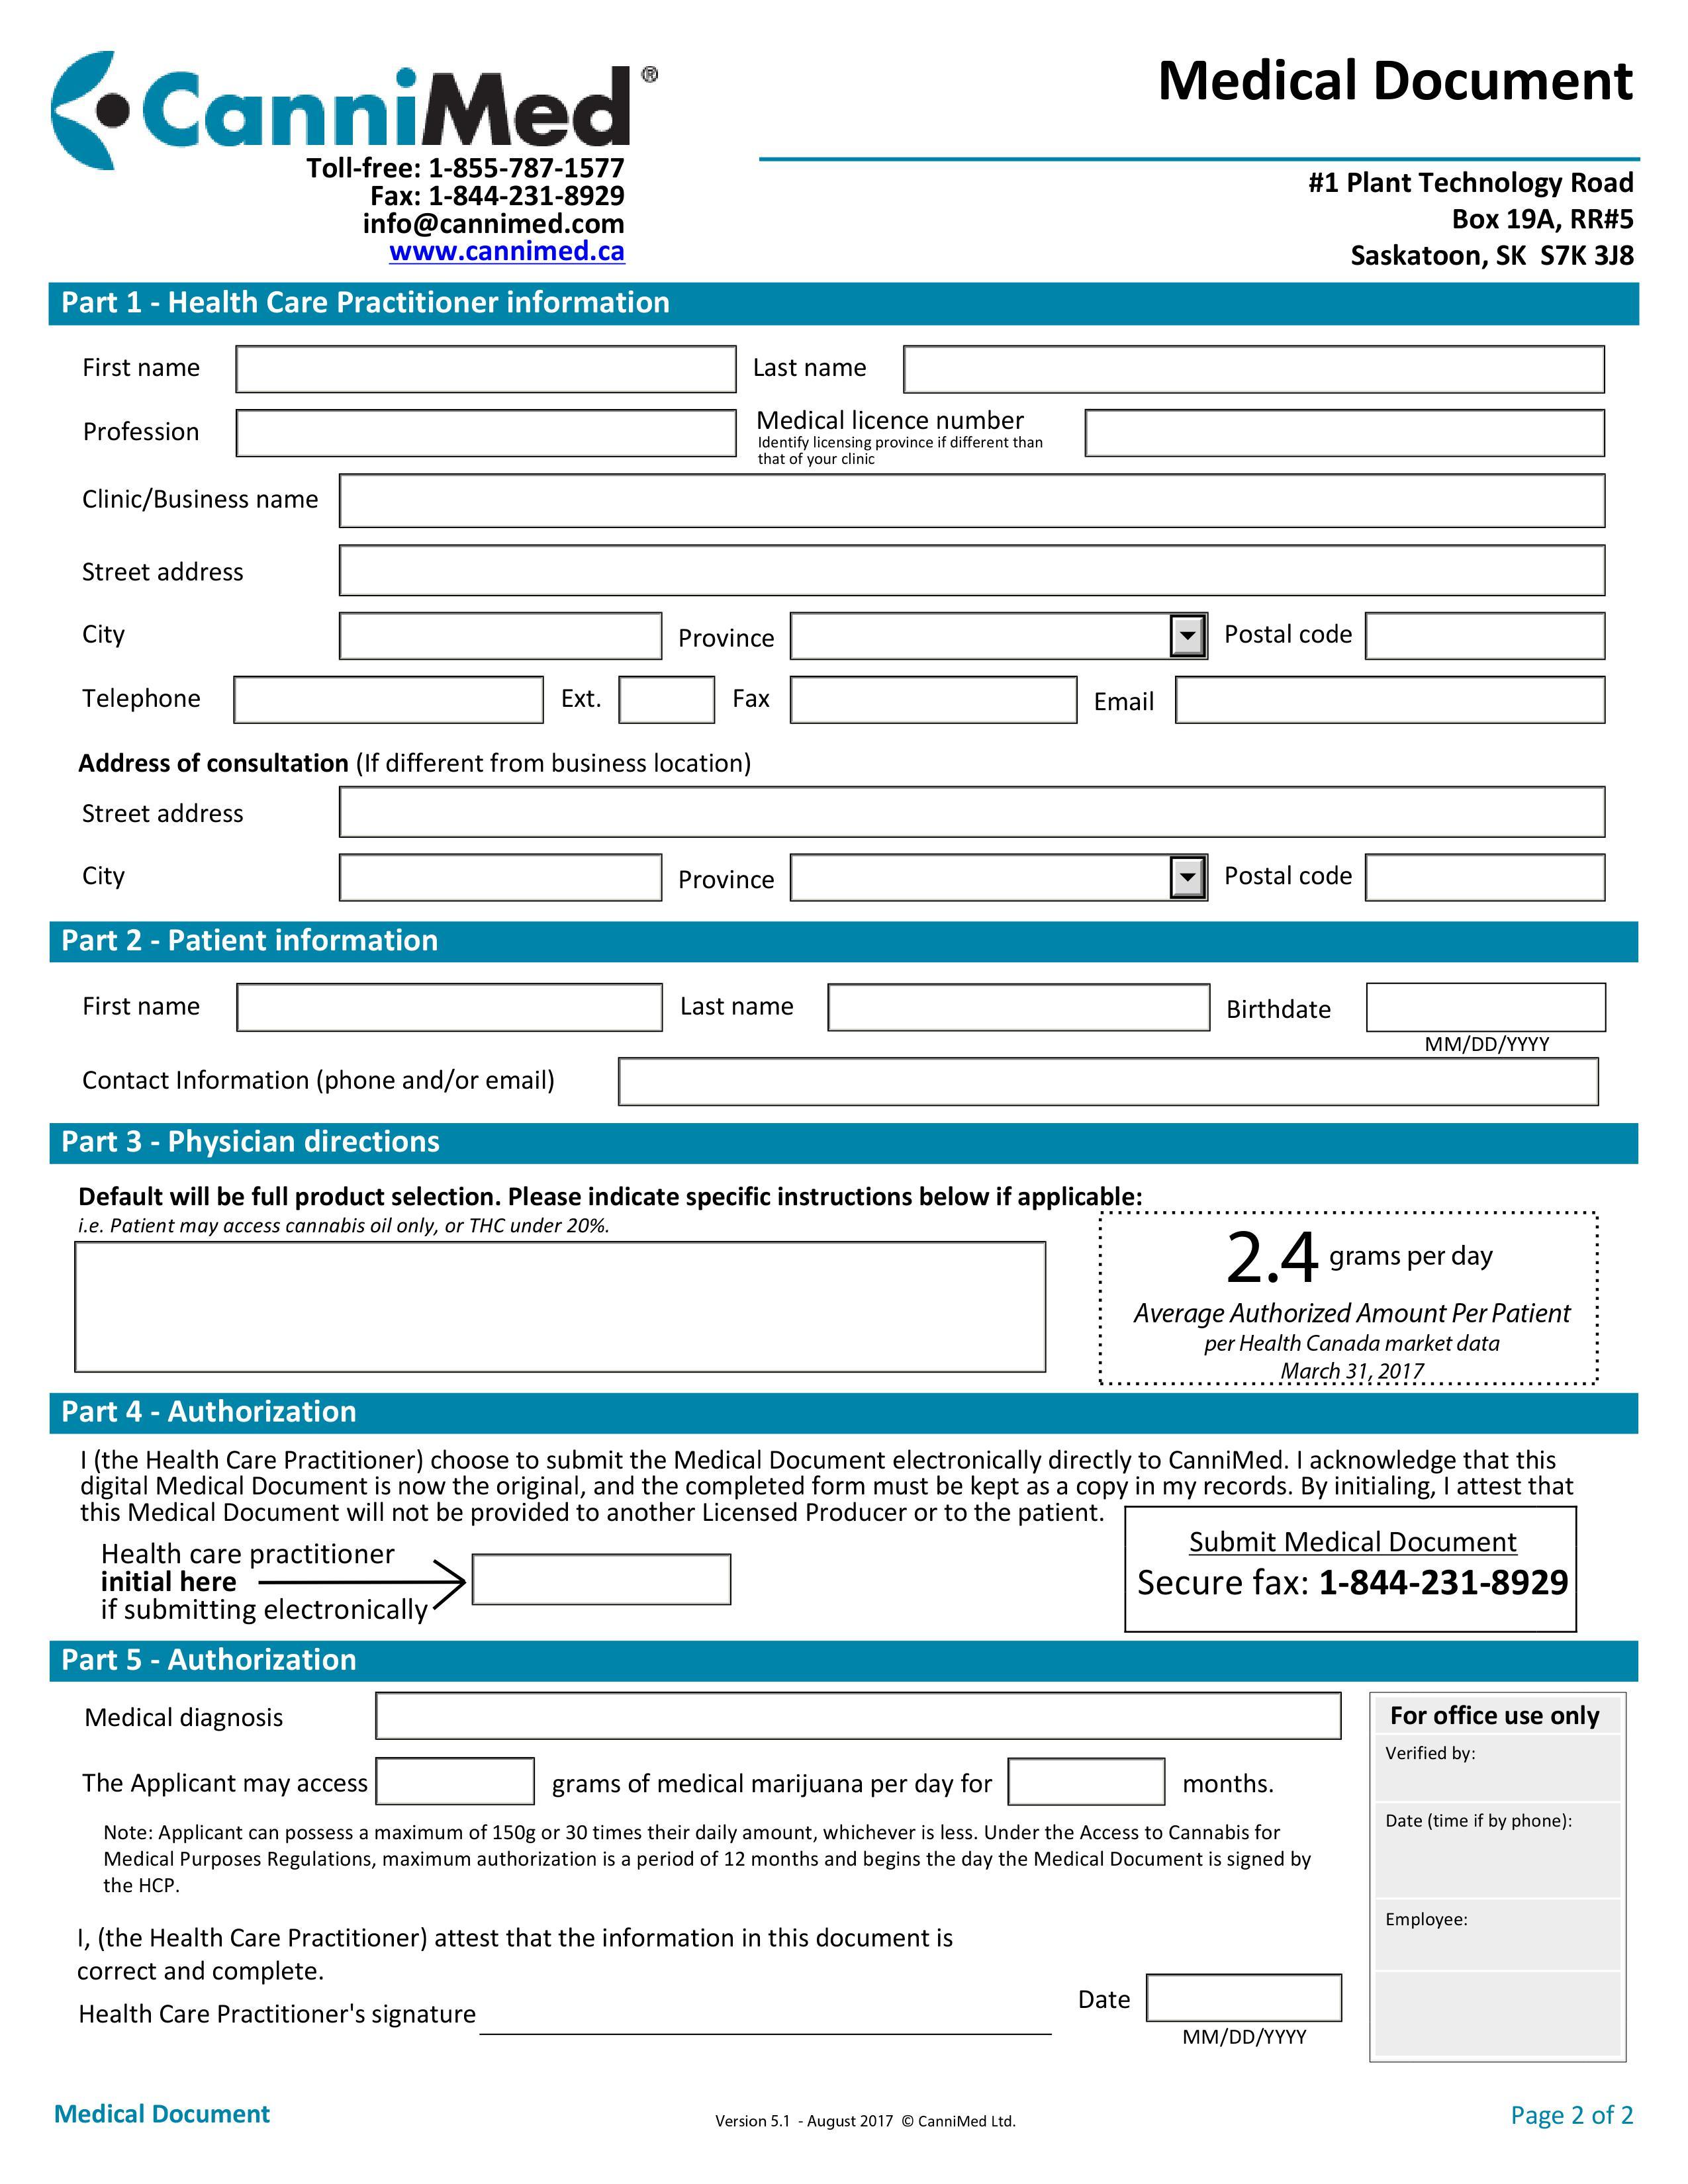 CanniMed ®
Medical Document
Toll-free: 1-855-787-1577
Fax: 1-844-231-8929
info@cannimed.com
www.cannimed.ca
#1 Plant Technology Road
Box 19A, RR#5
Saskatoon, SK  S7K 3J8
Part 1 - Health Care Practitioner information
First name
Last name
Profession
Medical licence number
Identify licensing province if different than
that of your clinic
Clinic/Business name
Street address
City
Province
Postal code
Telephone
Ext.
Fax
Email
Address of consultation (If different from business location)
Street address
City
Province
Postal code
Part 2 - Patient information
First name
Last name
Birthdate
MM/DD/YYYY
Contact Information (phone and/or email)
Part 3 - Physician directions
Default will be full product selection. Please indicate specific instructions below if applicable:
i.e. Patient may access cannabis oil only, or THC under 20%.
2.4 grams per day
Average Authorized Amount Per Patient
per Health Canada market data
March 31, 2017
Part 4 - Authorization
I (the Health Care Practitioner) choose to submit the Medical Document electronically directly to CanniMed. I acknowledge that this
digital Medical Document is now the original, and the completed form must be kept as a copy in my records. By initialing, I attest that
this Medical Document will not be provided to another Licensed Producer or to the patient.
Health care practitioner
initial here
if submitting electronically
Submit Medical Document
Secure fax: 1-844-231-8929
Part 5 - Authorization
Medical diagnosis
The Applicant may access
grams of medical marijuana per day for
months.
Note: Applicant can possess a maximum of 150g or 30 times their daily amount, whichever is less. Under the Access to Cannabis for
Medical Purposes Regulations, maximum authorization is a period of 12 months and begins the day the Medical Document is signed by
the HCP.
I, (the Health Care Practitioner) attest that the information in this document is
correct and complete.
Health Care Practitioner's signature
Date
MM/DD/YYYY
For office use only
Verified by:
Date (time if by phone):
Employee:
Medical Document
Version 5.1  - August 2017  © CanniMed Ltd.
Page 2 of 2